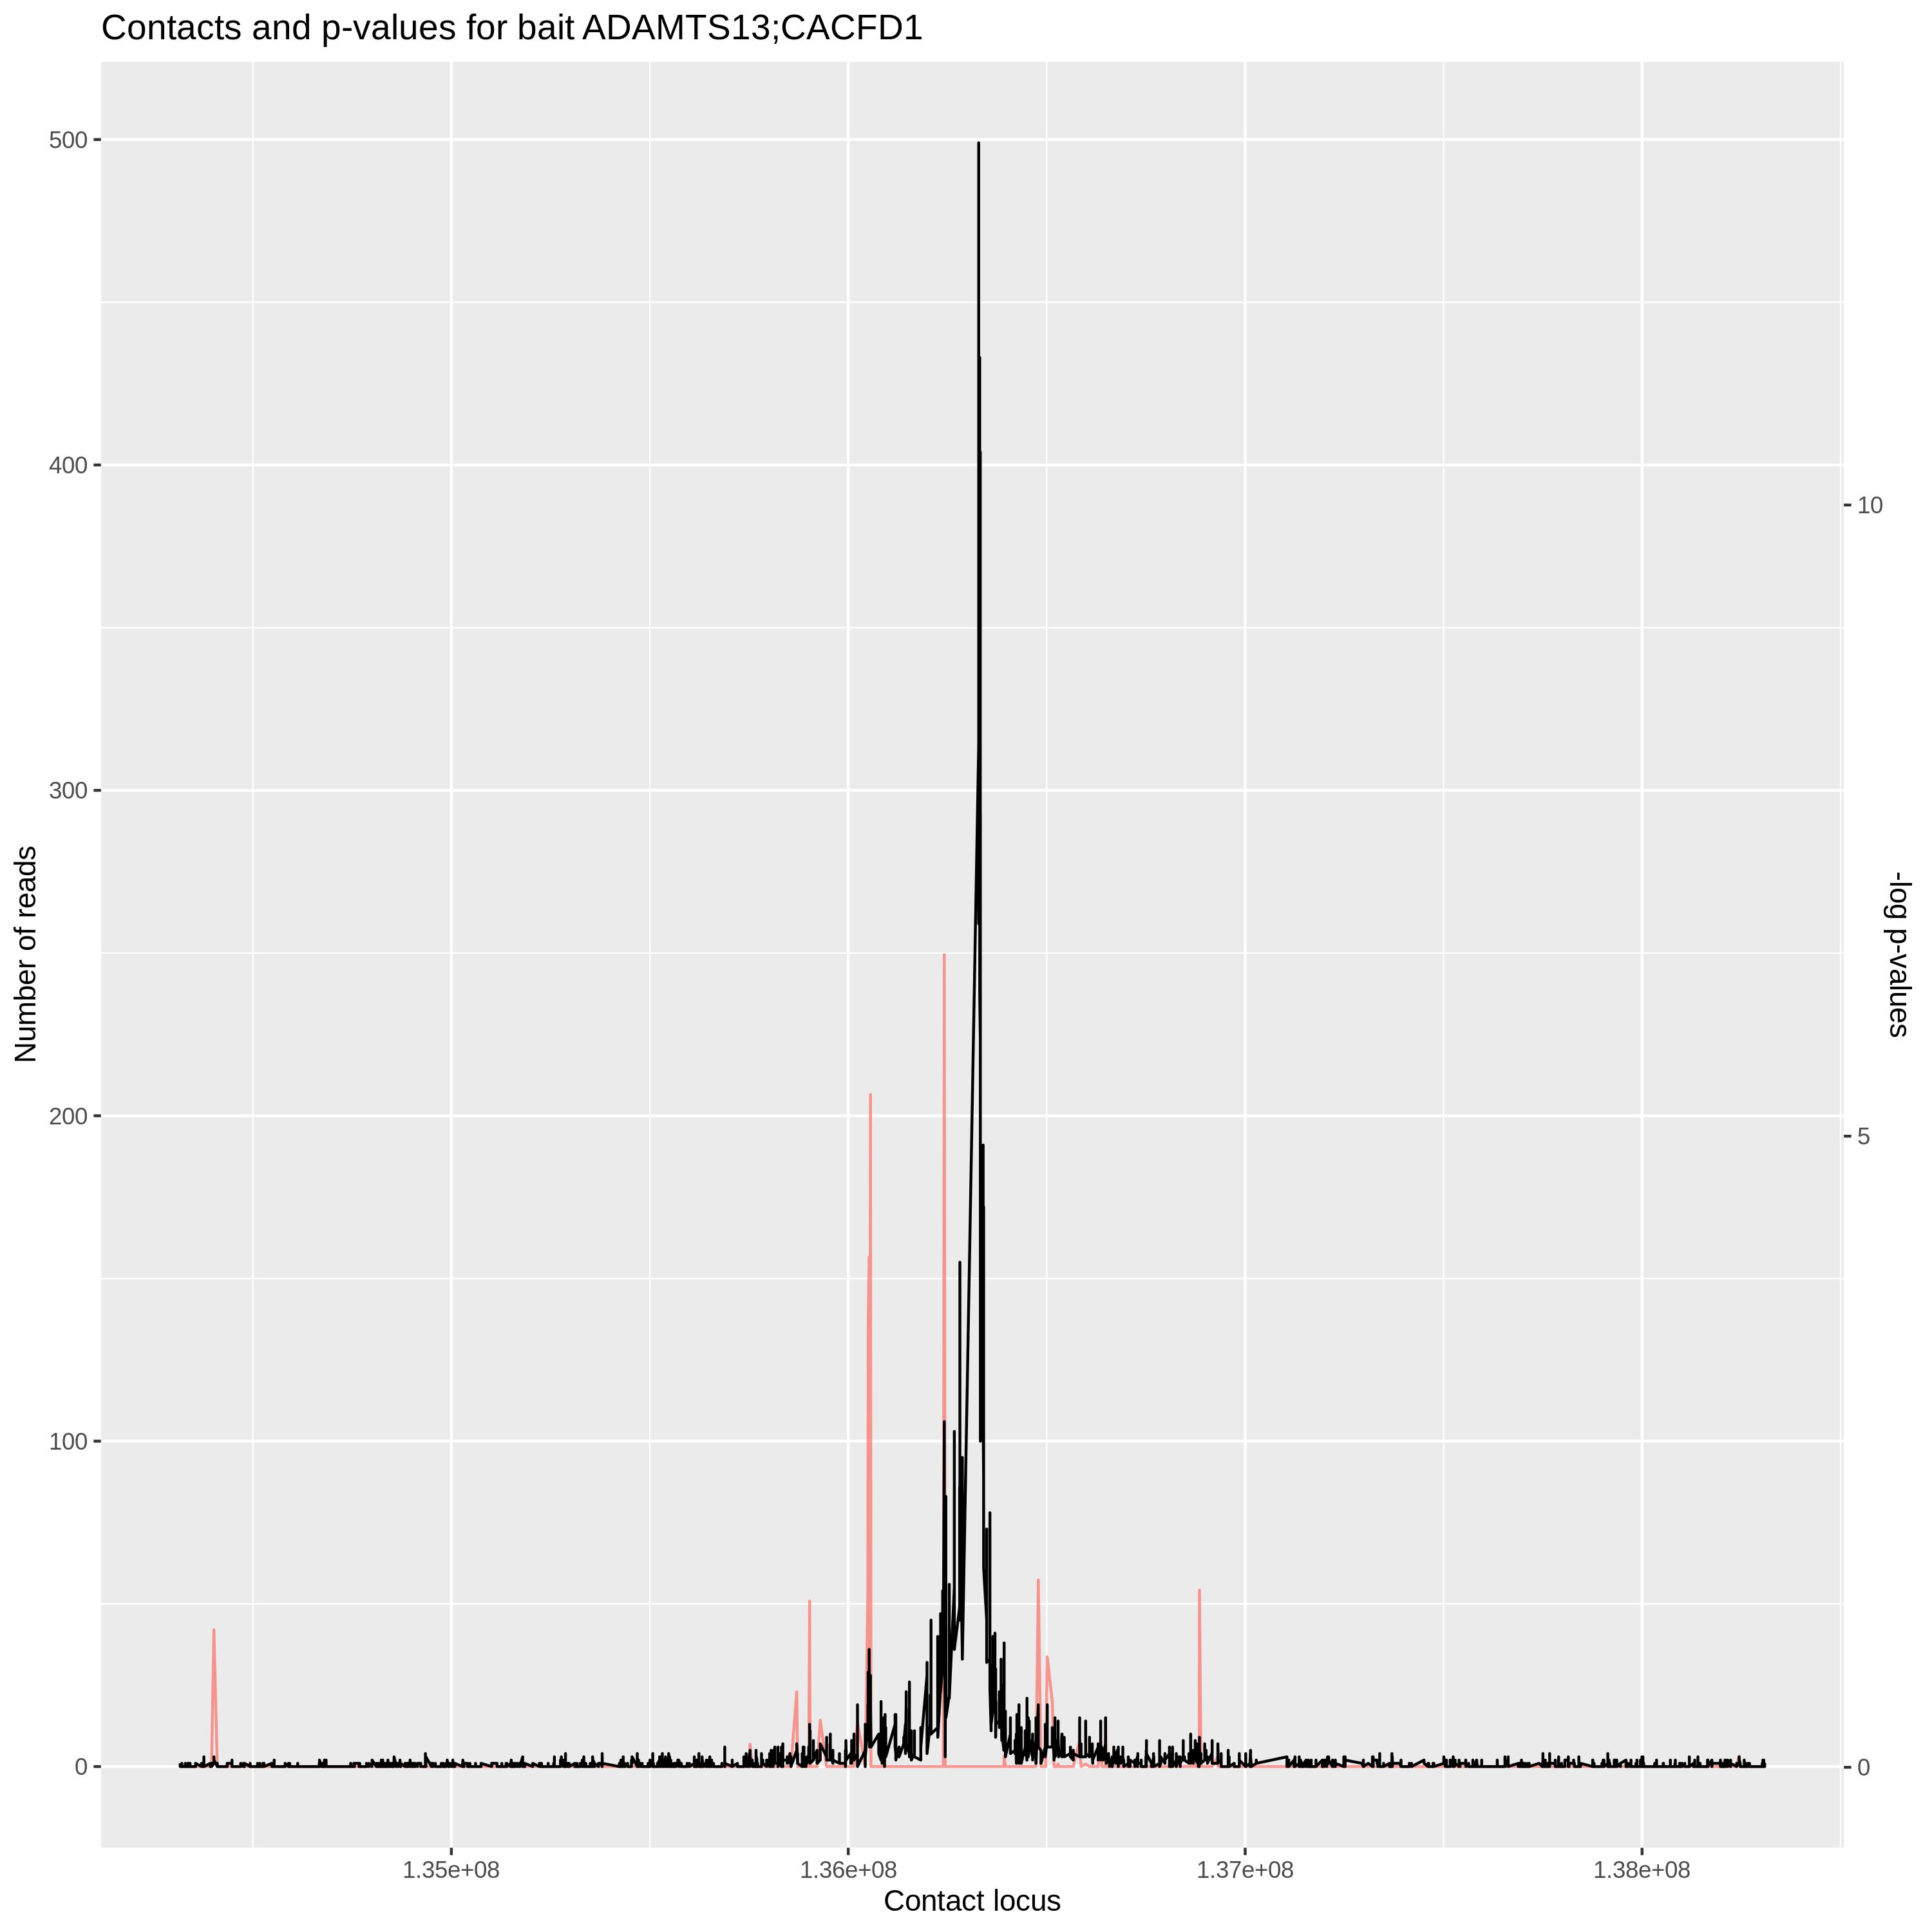 Contacts and p-values for bait ADAMTS13;CACFD1
500
400
300
200
100
0
Number of reads
10
5
0
-log p-values
1.35e+08
1.36e+08
1.37e+08
1.38e+08
Contact locus